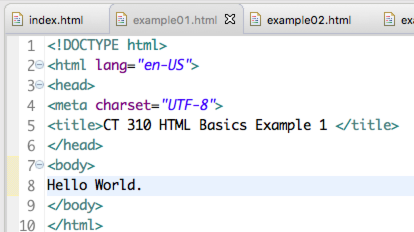 index.html example01.html example02.html
1 <!DOCTYPE html>
2 <html lang="en-US">
3 <head>
4 <meta charset="UTF-8">
5 <title>CT 310 HTML Basics Example 1 </title>
6 </head>
7 <body>
8 Hello World.
9 </body>
10 </html>